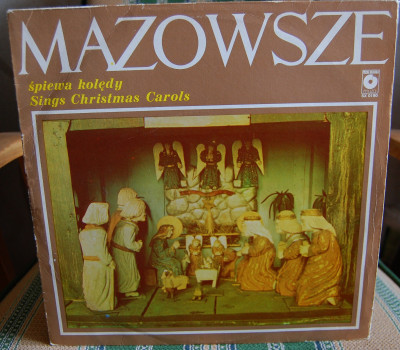 MAZOWSZE
śpiewa kolędy
Sings Christmas Carols